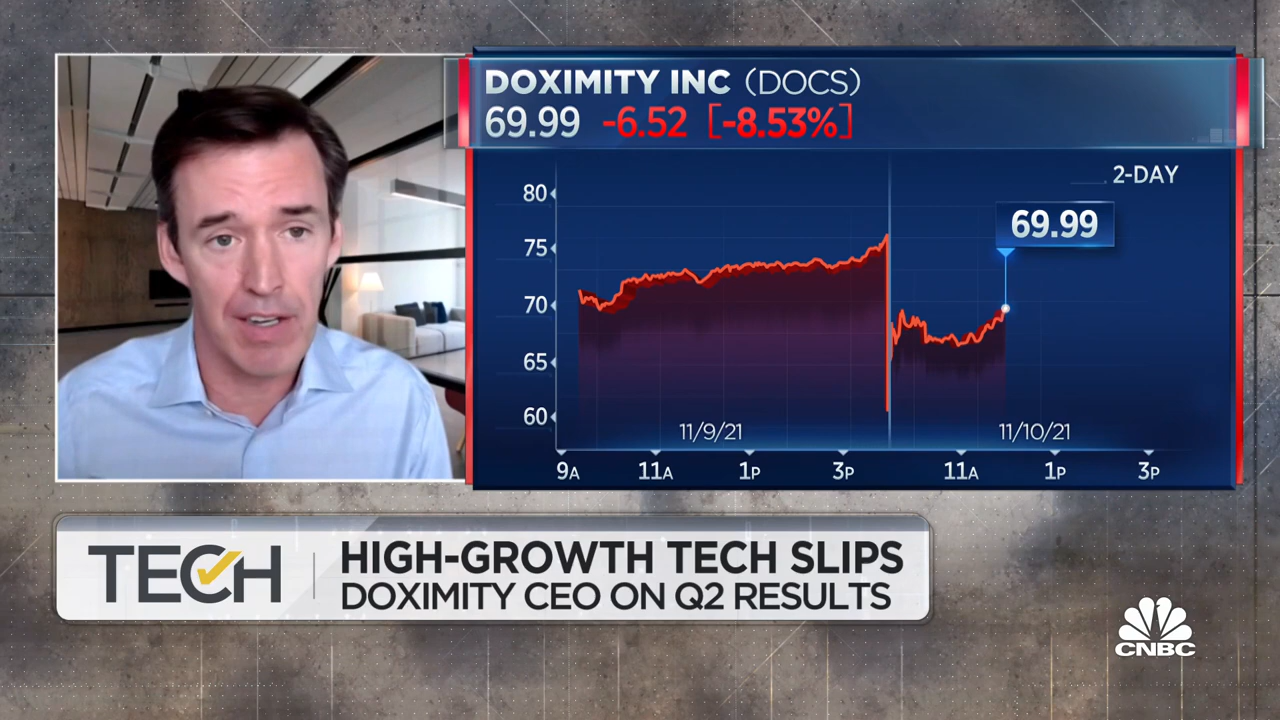 DOXIMITY INC (DOCS)
69.99 -6.52 [-8.53%]
2-DAY
69.99
80
75
70
65
60
11/9/21 11/10/21
9A 11A 1P 3P 11A 1P 3P
TECH
HIGH-GROWTH TECH SLIPS
DOXIMITY CEO ON Q2 RESULTS
CNBC